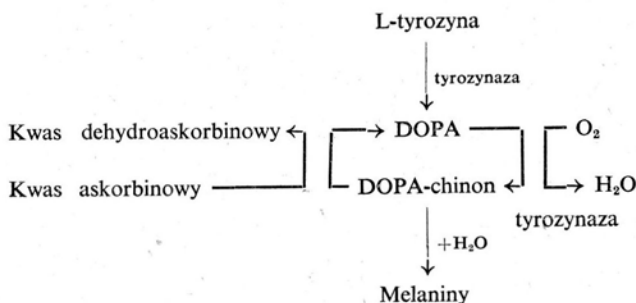 L-tyrozyna
tyrozynaza
Kwas dehydroaskorbinowy DOPA O₂
Kwas askorbinowy DOPA-chinon H₂O
tyrozynaza
+H₂O
Melaniny